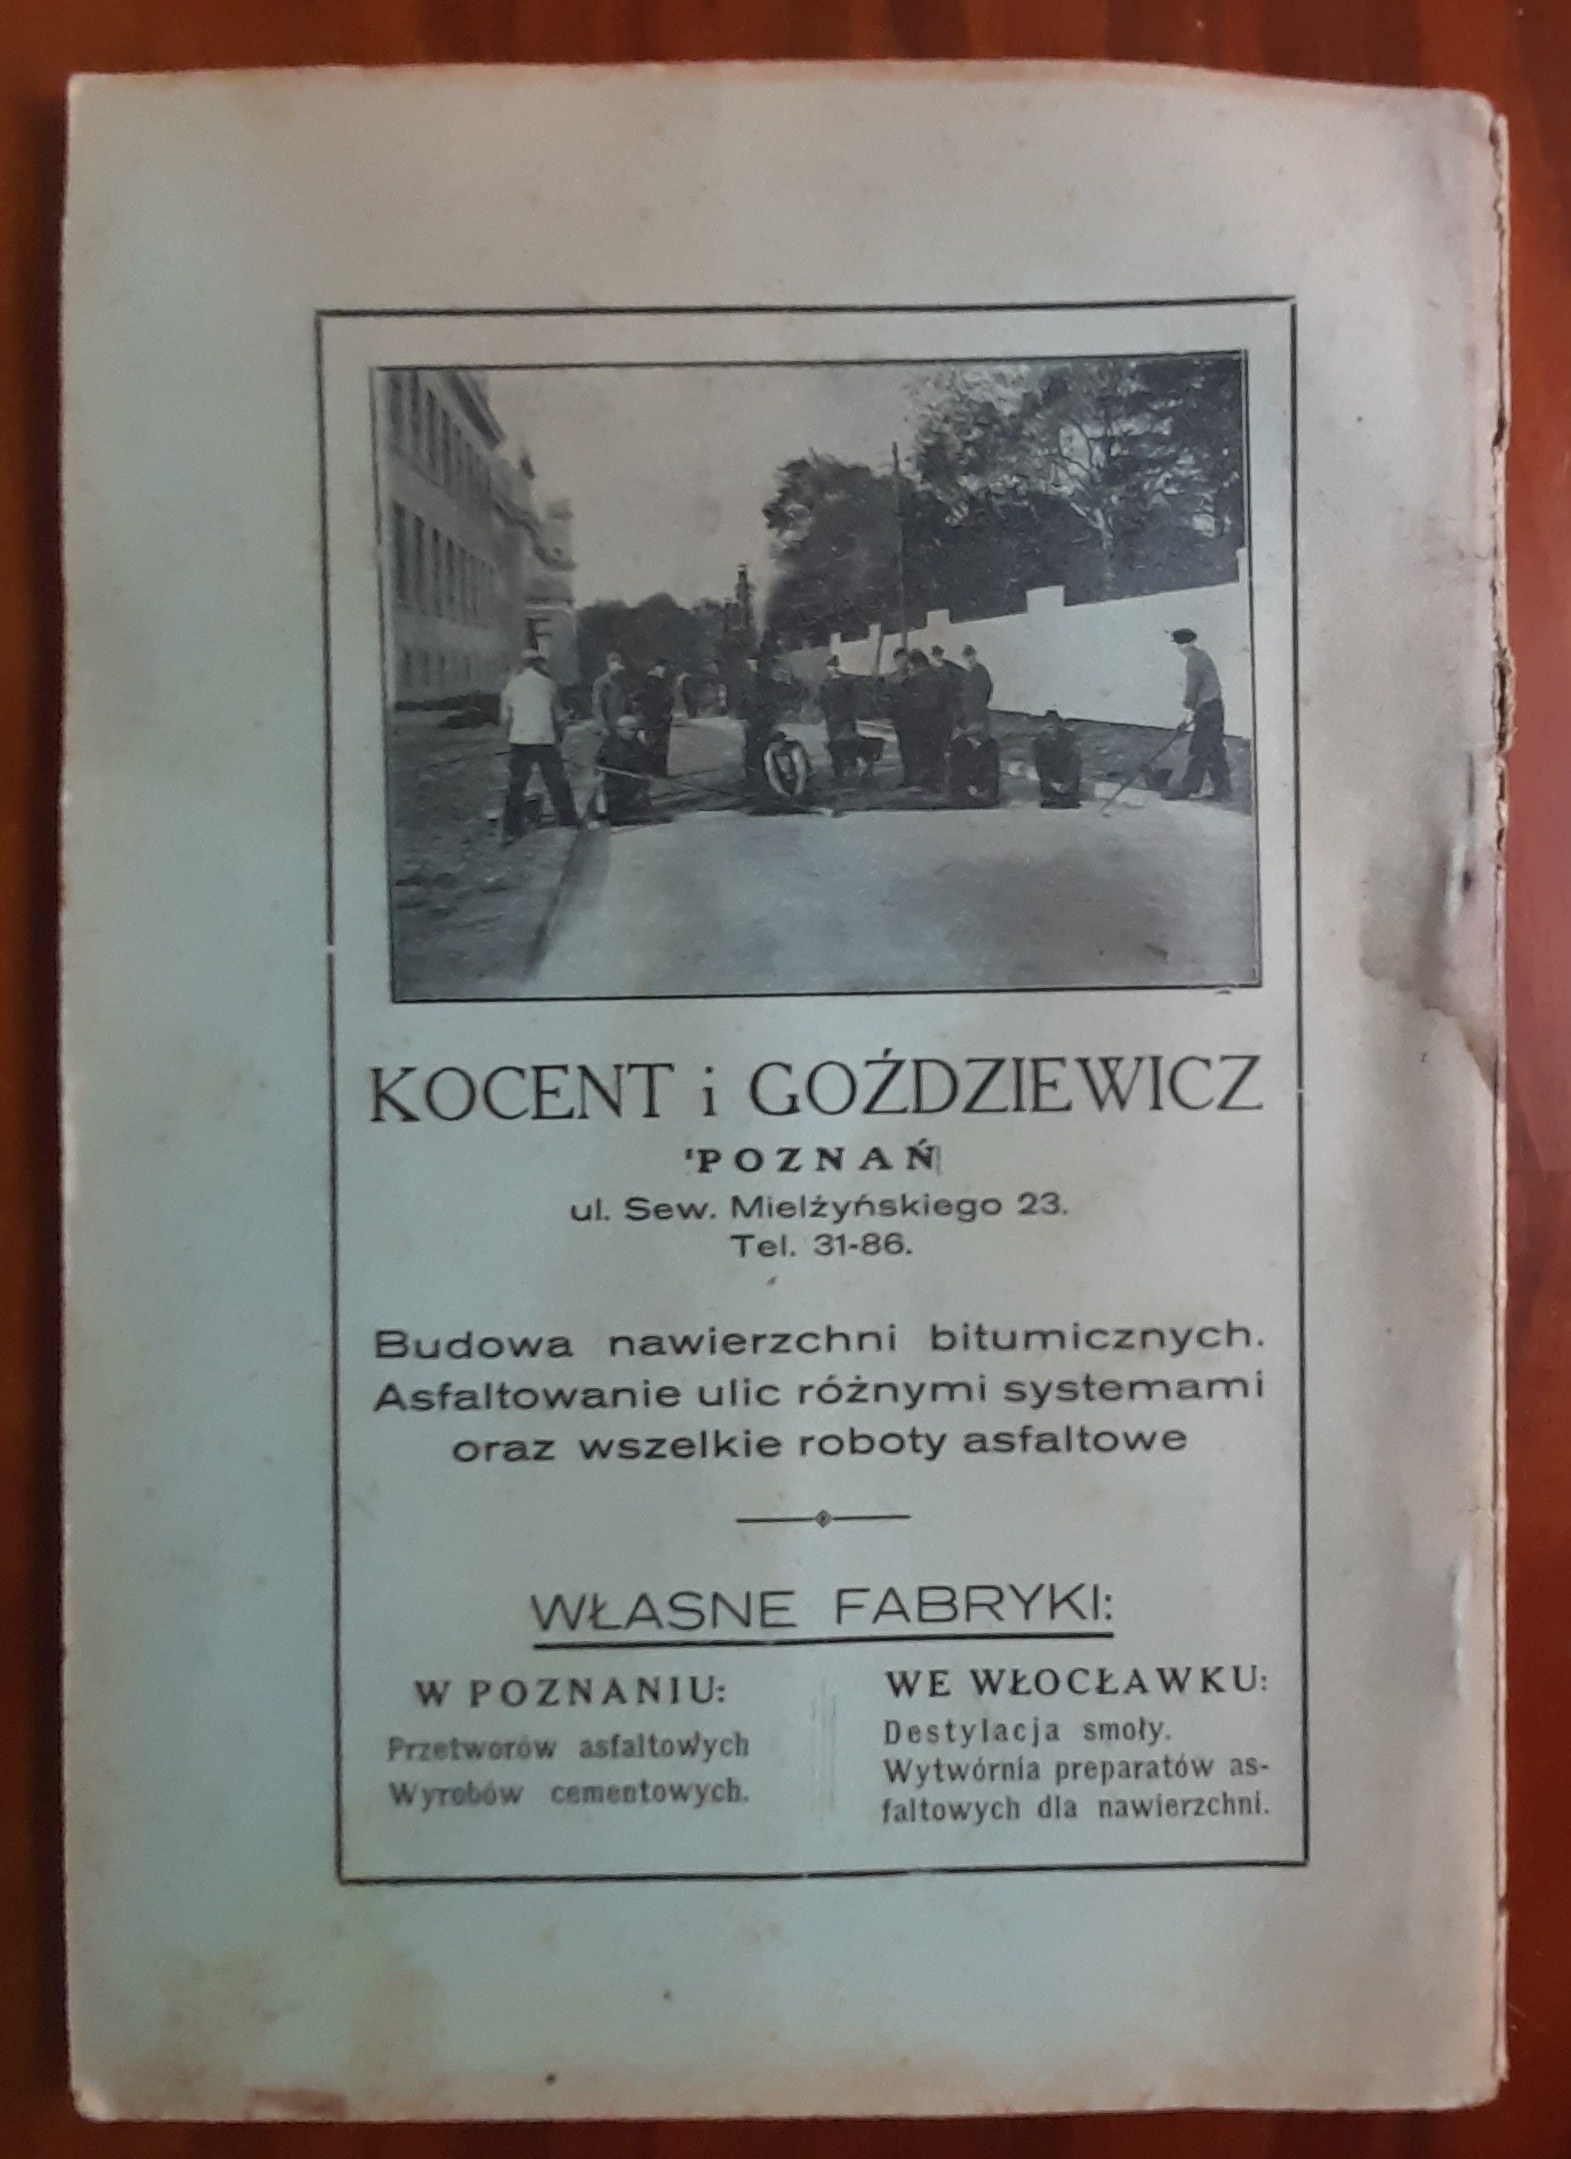 KOCENT i GOŹDZIEWICZ
POZNAŃ
ul. Sew. Mielżyńskiego 23.
Tel. 31-86.
Budowa nawierzchni bitumicznych.
Asfaltowanie ulic różnymi systemami
oraz wszelkie roboty asfaltowe
WŁASNE FABRYKI:
W POZNANIU:
Przetworów asfaltowych
Wyrobów cementowych.
WE WŁOCŁAWKU:
Destylacja smoły.
Wytwórnia preparatów as-
faltowych dla nawierzchni.